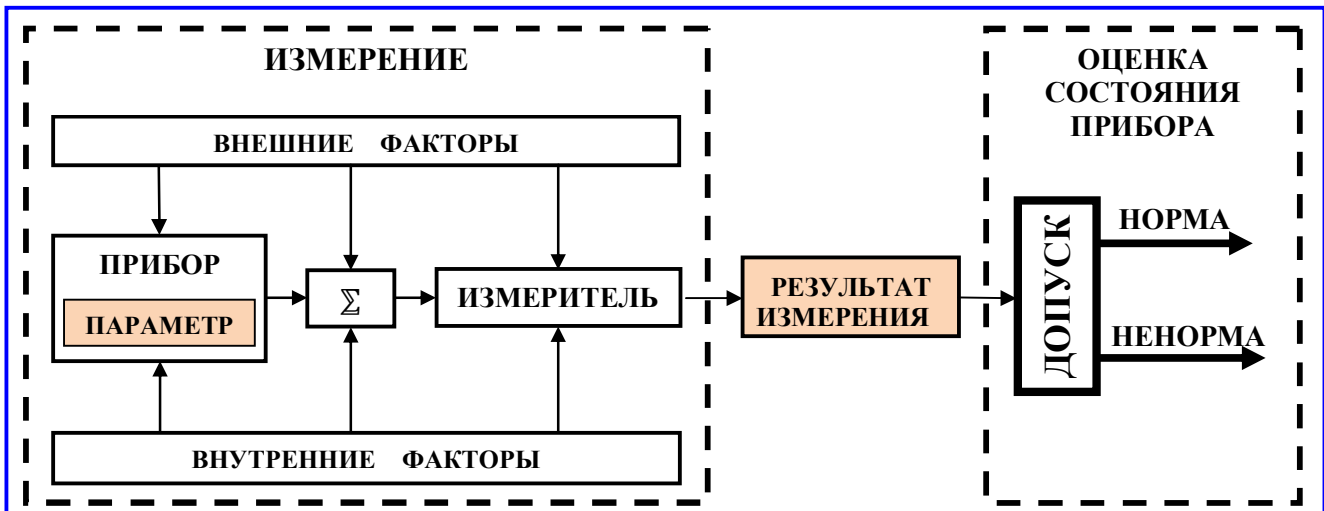 ИЗМЕРЕНИЕ
ВНЕШНИЕ ФАКТОРЫ
ПРИБОР
ПАРАМЕТР
Σ
ИЗМЕРИТЕЛЬ
ВНУТРЕННИЕ ФАКТОРЫ
РЕЗУЛЬТАТ
ИЗМЕРЕНИЯ
ОЦЕНКА
СОСТОЯНИЯ
ПРИБОРА
ДОПУСК
НОРМА
НЕНОРМА